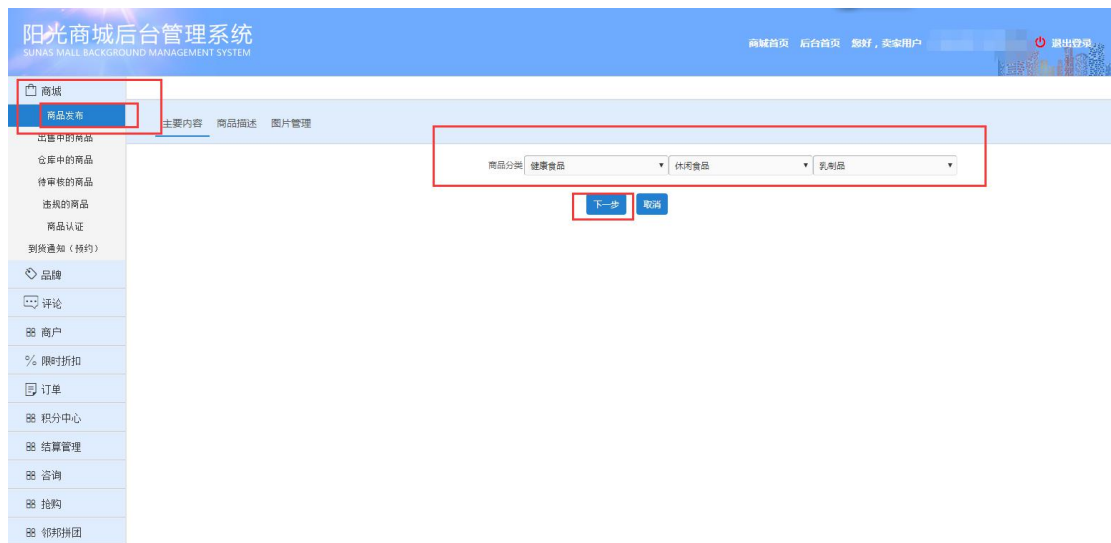 阳光商城后台管理系统
SUNAS MALL BACKGROUND MANAGEMENT SYSTEM
商城首页 后台首页 您好，卖家用户 退出登录
商城
商品发布
出售中的商品
仓库中的商品
待审核的商品
违规的商品
商品认证
到货通知（预约）
品牌
评论
商户
限时折扣
订单
积分中心
结算管理
咨询
抢购
邻邦拼团
主要内容 商品描述 图片管理
商品分类 健康食品 休闲食品 乳制品
下一步 取消